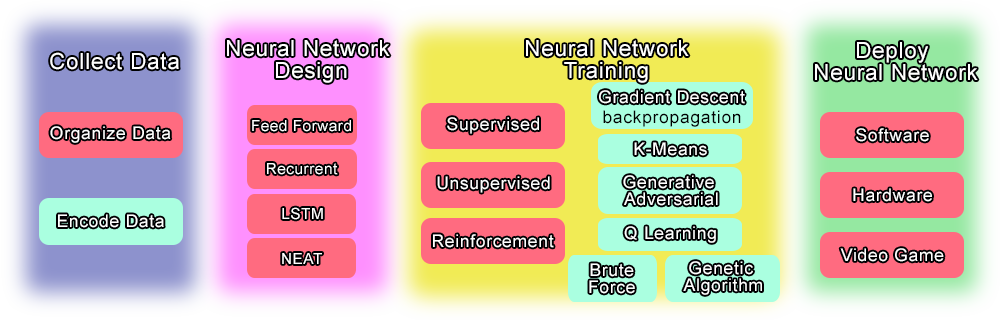 Collect Data
Organize Data
Encode Data
Neural Network
Design
Feed Forward
Recurrent
LSTM
NEAT
Neural Network
Training
Supervised
Unsupervised
Reinforcement
Gradient Descent
backpropagation
K-Means
Generative
Adversarial
Q Learning
Brute
Force
Genetic
Algorithm
Deploy
Neural Network
Software
Hardware
Video Game